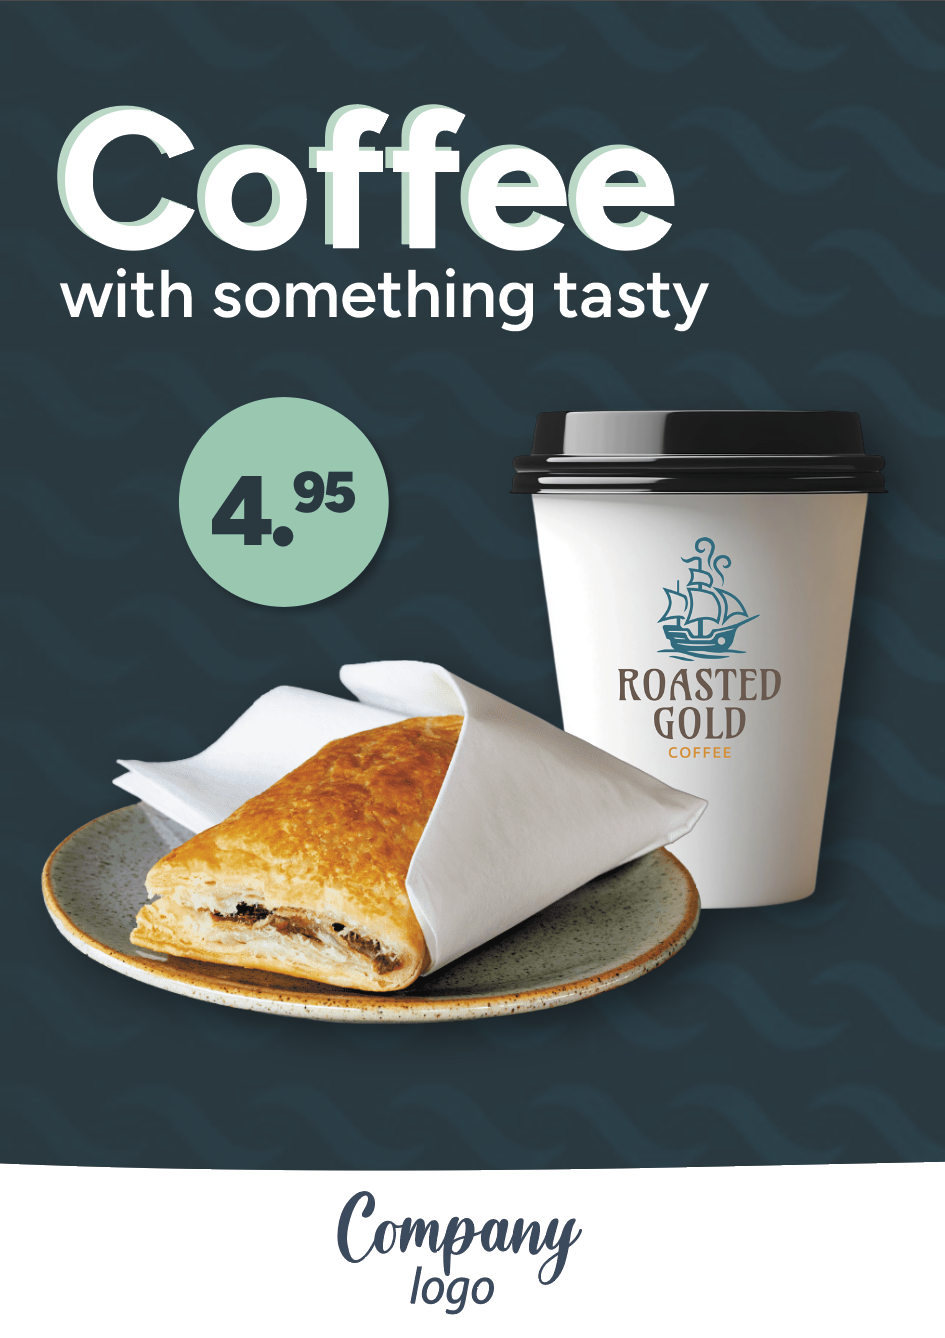 Coffee
with something tasty
4.95
ROASTED
GOLD
COFFEE
Company
logo